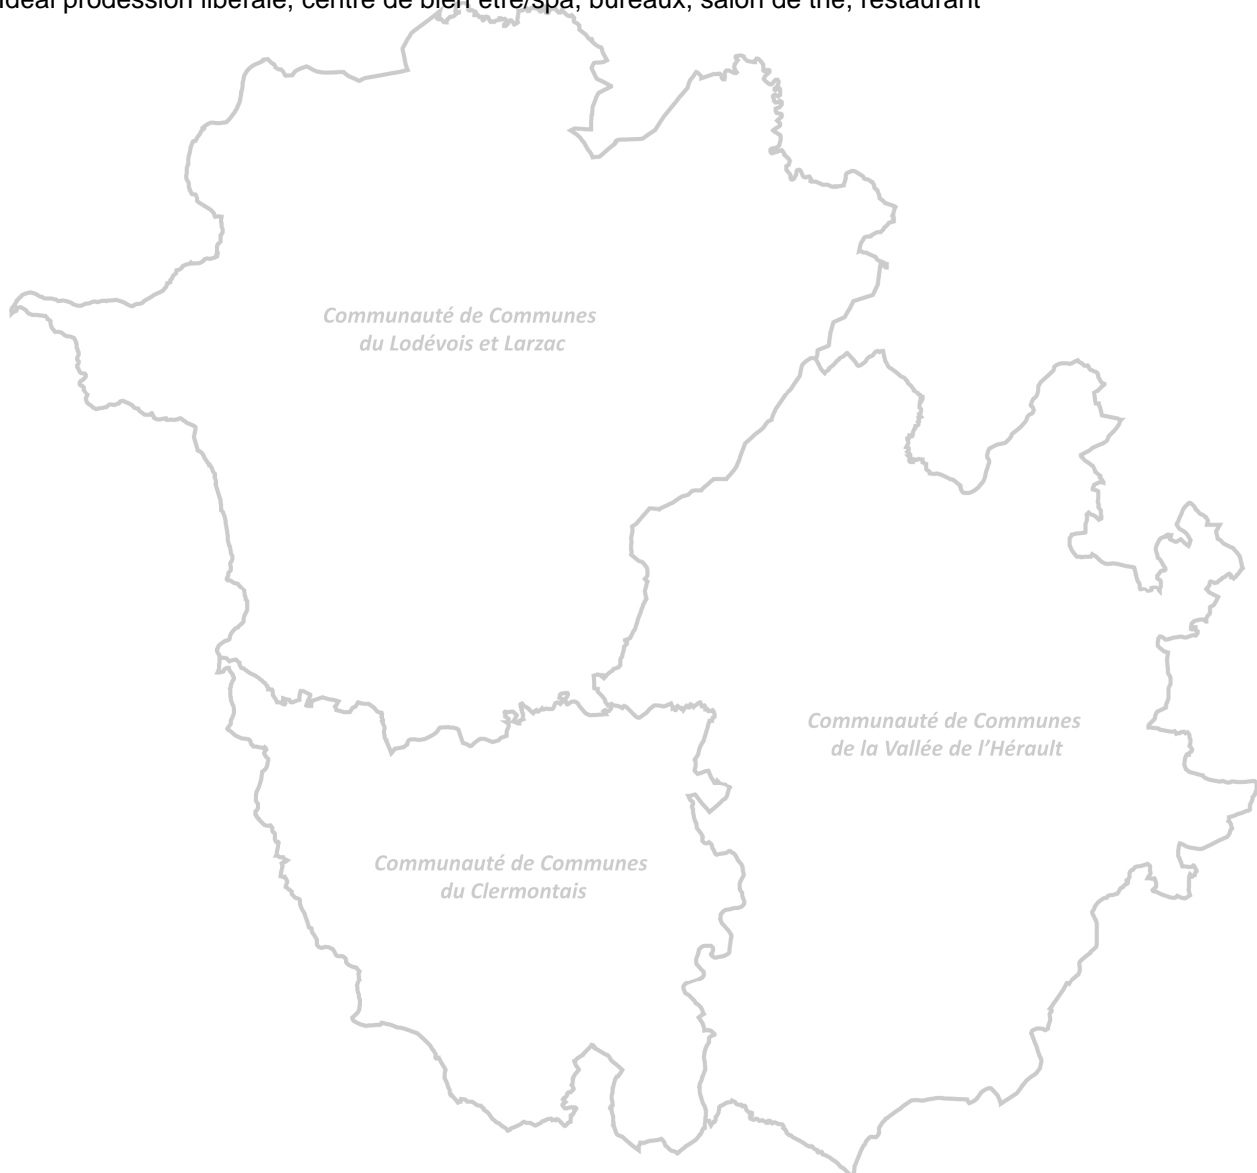 Idéal prodession libérale, centre de bien être/spa, bureaux, salon de thé, restaurant
Communauté de Communes
du Lodévois et Larzac
Communauté de Communes
de la Vallée de l'Hérault
Communauté de Communes
du Clermontais